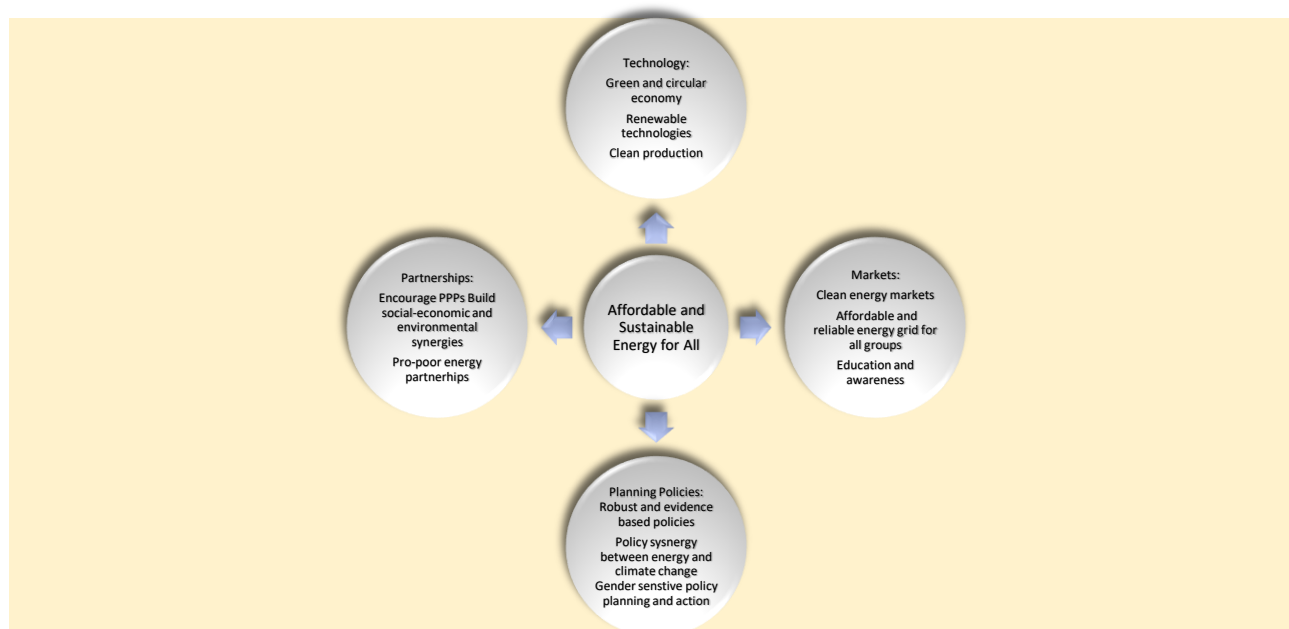 Technology:
Green and circular
economy
Renewable
technologies
Clean production
Partnerships:
Encourage PPPs Build
social-economic and
environmental
synergies
Pro-poor energy
partnerhips
Affordable and
Sustainable
Energy for All
Markets:
Clean energy markets
Affordable and
reliable energy grid for
all groups
Education and
awareness
Planning Policies:
Robust and evidence
based policies
Policy sysnergy
between energy and
climate change
Gender senstive policy
planning and action